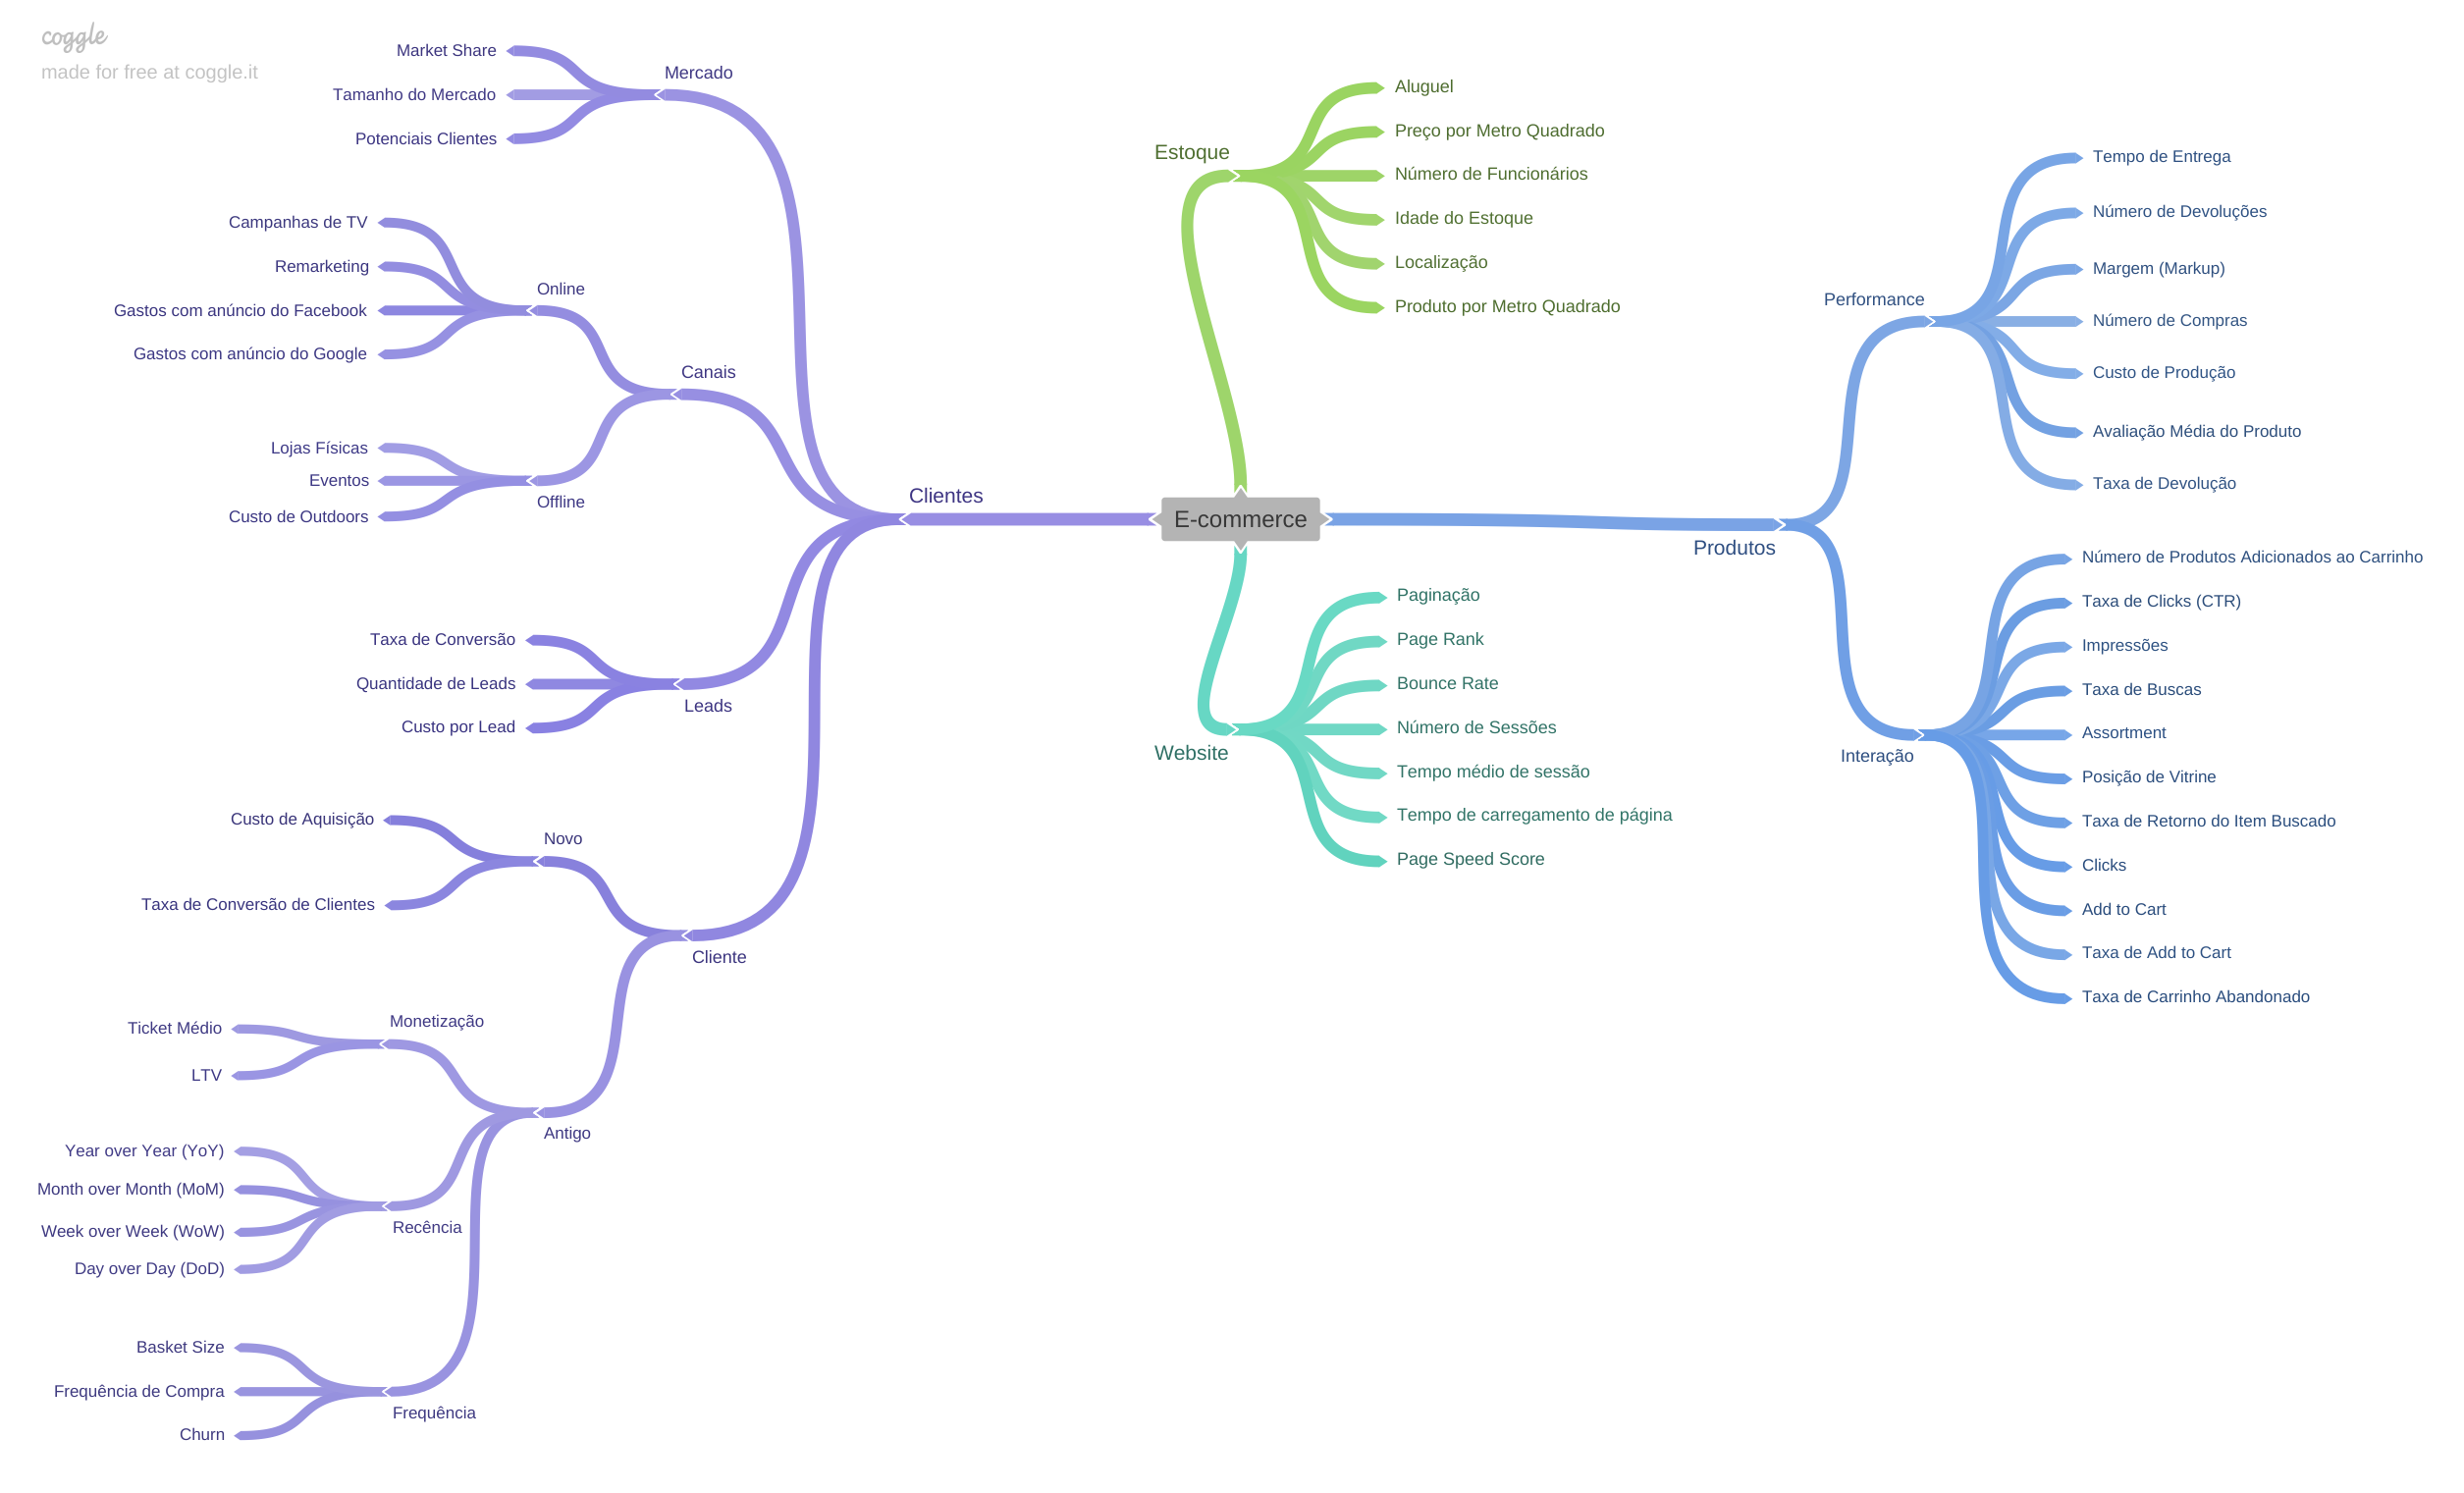 coggle
made for free at coggle.it
Market Share
Tamanho do Mercado
Potenciais Clientes
Mercado
Campanhas de TV
Remarketing
Gastos com anúncio do Facebook
Gastos com anúncio do Google
Online
Canais
Lojas Físicas
Eventos
Custo de Outdoors
Offline
Clientes
Taxa de Conversão
Quantidade de Leads
Custo por Lead
Leads
Custo de Aquisição
Taxa de Conversão de Clientes
Novo
Cliente
Ticket Médio
LTV
Monetização
Antigo
Year over Year (YoY)
Month over Month (MoM)
Week over Week (WoW)
Day over Day (DoD)
Recência
Basket Size
Frequência de Compra
Churn
Frequência
E-commerce
Estoque
Aluguel
Preço por Metro Quadrado
Número de Funcionários
Idade do Estoque
Localização
Produto por Metro Quadrado
Website
Paginação
Page Rank
Bounce Rate
Número de Sessões
Tempo médio de sessão
Tempo de carregamento de página
Page Speed Score
Produtos
Performance
Tempo de Entrega
Número de Devoluções
Margem (Markup)
Número de Compras
Custo de Produção
Avaliação Média do Produto
Taxa de Devolução
Interação
Número de Produtos Adicionados ao Carrinho
Taxa de Clicks (CTR)
Impressões
Taxa de Buscas
Assortment
Posição de Vitrine
Taxa de Retorno do Item Buscado
Clicks
Add to Cart
Taxa de Add to Cart
Taxa de Carrinho Abandonado